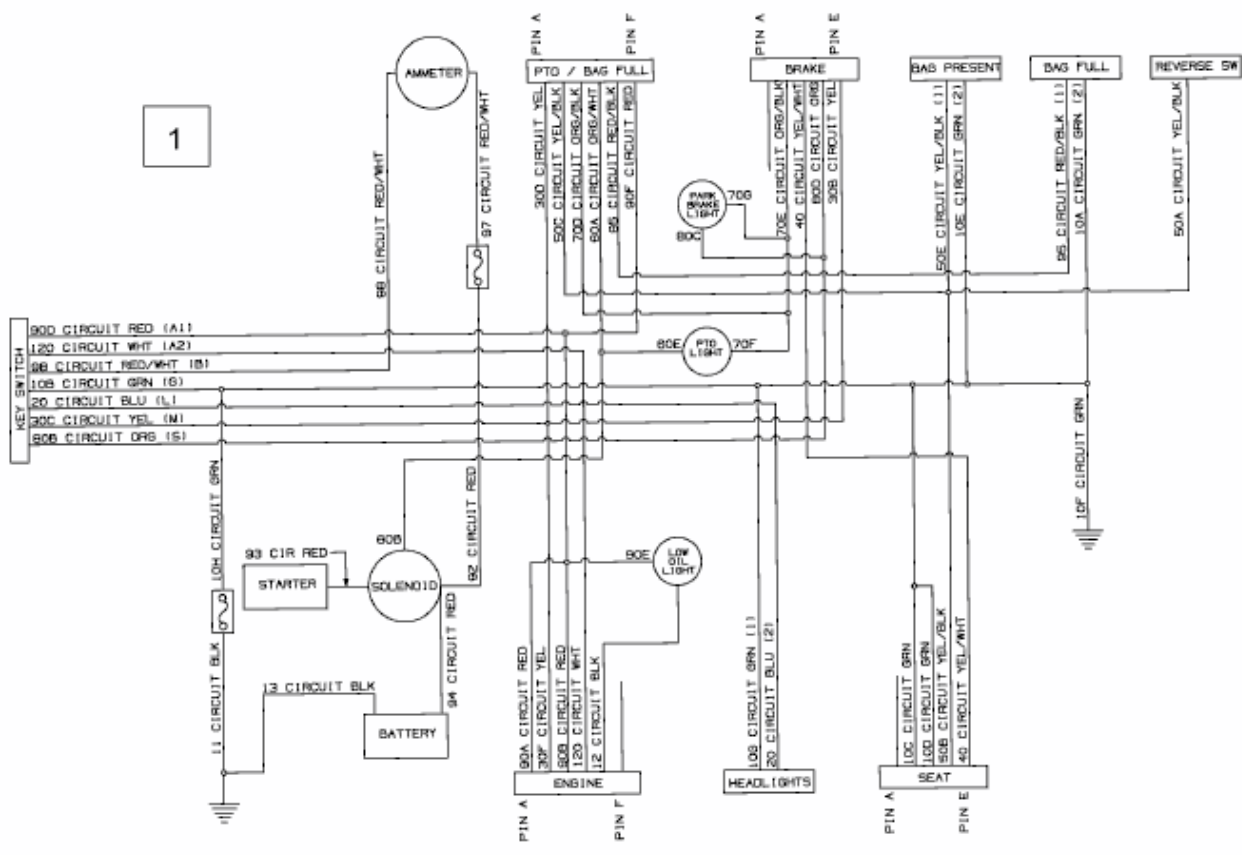 1
AMMETER
PTO / BAG FULL
PIN A
PIN F
BRAKE
PIN A
PIN E
BAG PRESENT
BAG FULL
REVERSE SW
98 CIRCUIT RED/WHT
97 CIRCUIT RED/WHT
30D CIRCUIT YEL
50C CIRCUIT YEL/BLK
70D CIRCUIT ORG/BLK
60A CIRCUIT ORG/WHT
95 CIRCUIT RED/BLK
90F CIRCUIT RED
70E CIRCUIT ORG/BLK
40 CIRCUIT YEL/WHT
80D CIRCUIT ORG
30B CIRCUIT YEL
50E CIRCUIT YEL/BLK (1)
10E CIRCUIT GRN (2)
95 CIRCUIT RED/BLK (1)
10A CIRCUIT GRN (2)
50A CIRCUIT YEL/BLK
PARK
BRAKE
LIGHT
70G
80C
KEY SWITCH
90D CIRCUIT RED (A1)
120 CIRCUIT WHT (A2)
98 CIRCUIT RED/WHT (B)
10B CIRCUIT GRN (G)
20 CIRCUIT BLU (L)
30C CIRCUIT YEL (M)
80B CIRCUIT ORG (S)
60E
PTO
LIGHT
70F
10F CIRCUIT GRN
10H CIRCUIT GRN
92 CIRCUIT RED
60B
93 CIR RED
STARTER
SOLENOID
90E
LOW
OIL
LIGHT
94 CIRCUIT RED
11 CIRCUIT BLK
13 CIRCUIT BLK
BATTERY
90A CIRCUIT RED
30F CIRCUIT YEL
90B CIRCUIT RED
120 CIRCUIT WHT
12 CIRCUIT BLK
ENGINE
PIN A
PIN F
10G CIRCUIT GRN (1)
20 CIRCUIT BLU (2)
HEADLIGHTS
10C CIRCUIT GRN
10D CIRCUIT GRN
50B CIRCUIT YEL/BLK
40 CIRCUIT YEL/WHT
SEAT
PIN A
PIN E